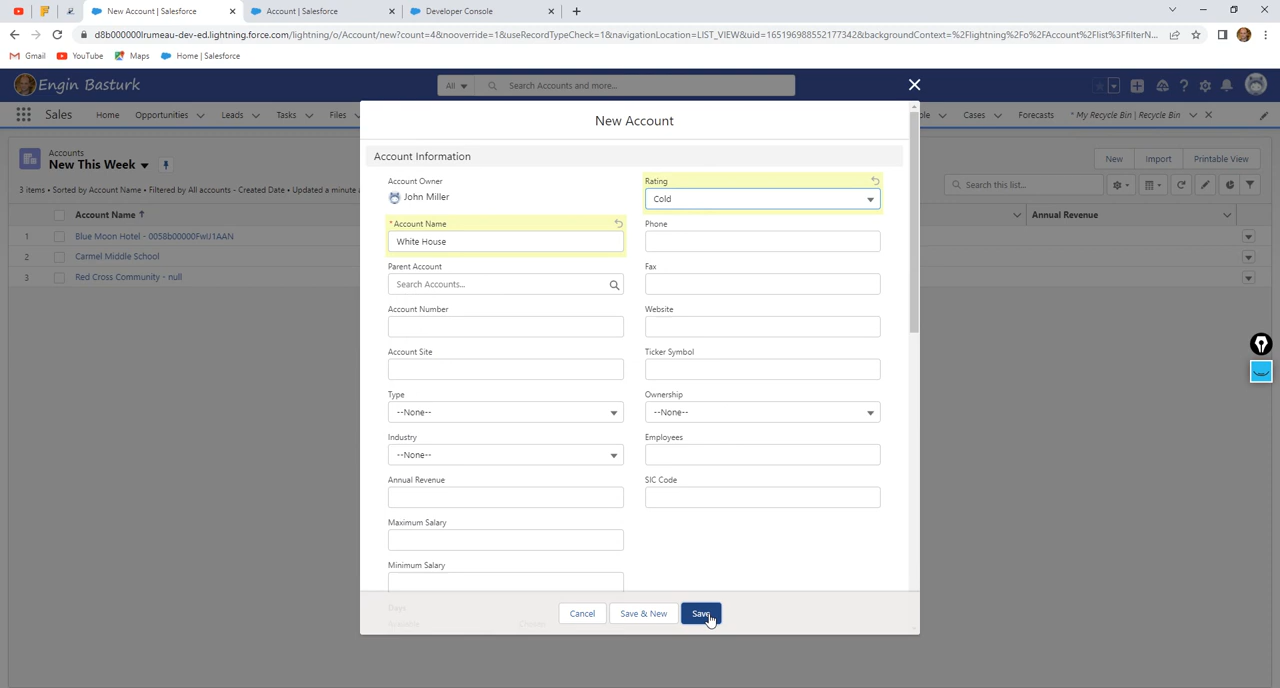 New Account | Salesforce
Account | Salesforce
Developer Console
d8b000000lrumeau-dev-ed.lightning.force.com/lightning/o/Account/new?count=4&nooverride=1&useRecordTypeCheck=1&navigationLocation=LIST_VIEW&uid=165196988552177342&backgroundContext=%2Flightning%2Fo%2FAccount%2Flist%3FfilterN...
Gmail YouTube Maps Home | Salesforce
Engin Basturk
All Search Accounts and more...
Sales Home Opportunities Leads Tasks Files Cases Forecasts * My Recycle Bin | Recycle Bin
Accounts
New This Week
New Import Printable View
3 items • Sorted by Account Name • Filtered by All accounts - Created Date • Updated a minute
Search this list...
Account Name ↑
Annual Revenue
1 Blue Moon Hotel - 0058b00000FwIJ1AAN
2 Carmel Middle School
3 Red Cross Community - null
New Account
Account Information
Account Owner
John Miller
Rating
Cold
* Account Name
White House
Phone
Parent Account
Search Accounts...
Fax
Account Number
Website
Account Site
Ticker Symbol
Type
--None--
Ownership
--None--
Industry
--None--
Employees
Annual Revenue
SIC Code
Maximum Salary
Minimum Salary
Days
Cancel Save & New Save